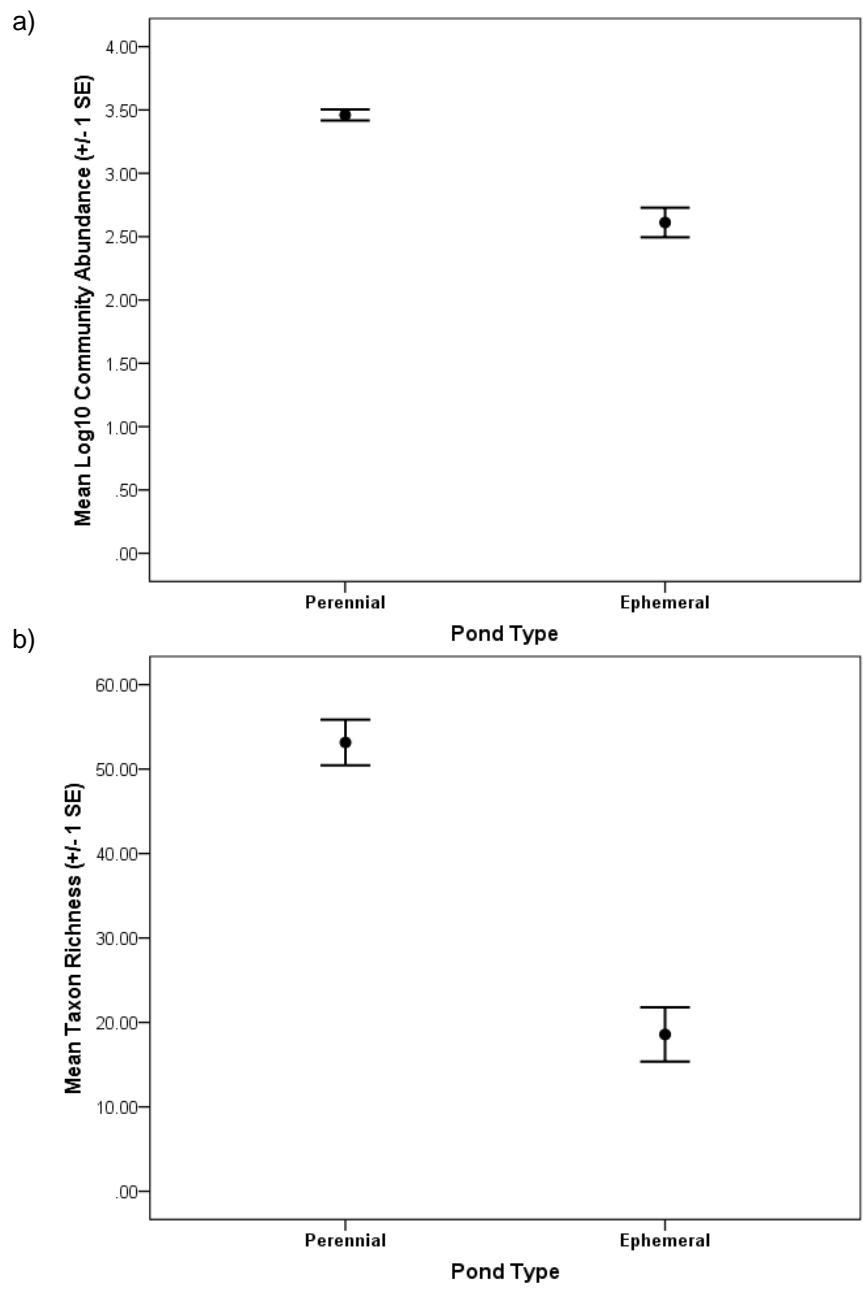 a)
Mean Log10 Community Abundance (+/- 1 SE)
4.00
3.50
3.00
2.50
2.00
1.50
1.00
.50
.00
Perennial
Ephemeral
Pond Type
b)
Mean Taxon Richness (+/- 1 SE)
60.00
50.00
40.00
30.00
20.00
10.00
.00
Perennial
Ephemeral
Pond Type